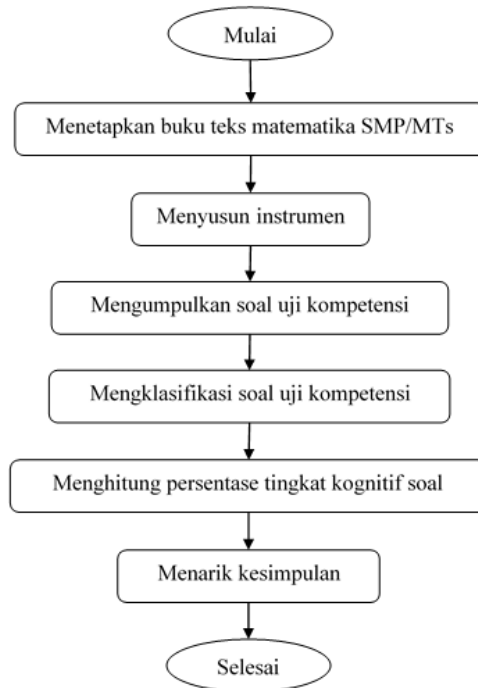 Mulai
Menetapkan buku teks matematika SMP/MTs
Menyusun instrumen
Mengumpulkan soal uji kompetensi
Mengklasifikasi soal uji kompetensi
Menghitung persentase tingkat kognitif soal
Menarik kesimpulan
Selesai